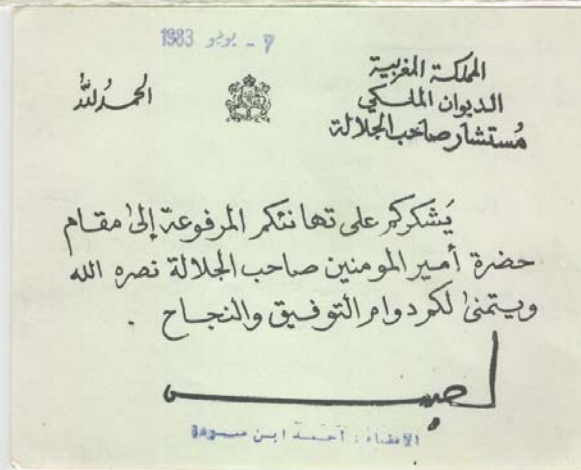 7 - يونيو 1983
المملكة المغربية
الديوان الملكي
مستشار صاحب الجلالة
الحمد لله
يشكركم على تهانئكم المرفوعة إلى مقام
حضرة أمير المومنين صاحب الجلالة نصره الله
ويتمنى لكم دوام التوفيق والنجاح .
الإمضاء : أحمد ابن سودة